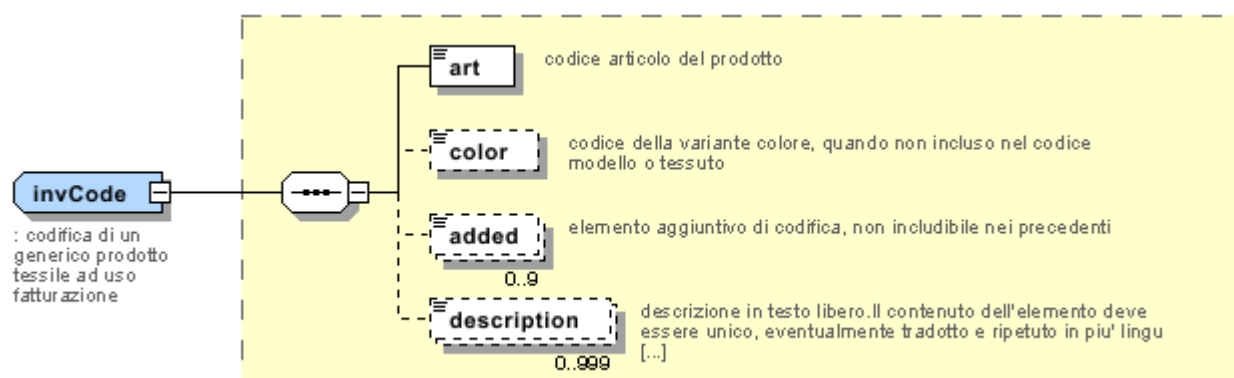 art
codice articolo del prodotto
color
codice della variante colore, quando non incluso nel codice
modello o tessuto
invCode
: codifica di un
generico prodotto
tessile ad uso
fatturazione
added
elemento aggiuntivo di codifica, non includibile nei precedenti
0..9
description
descrizione in testo libero.Il contenuto dell'elemento deve
essere unico, eventualmente tradotto e ripetuto in piu' lingu
[...]
0..999